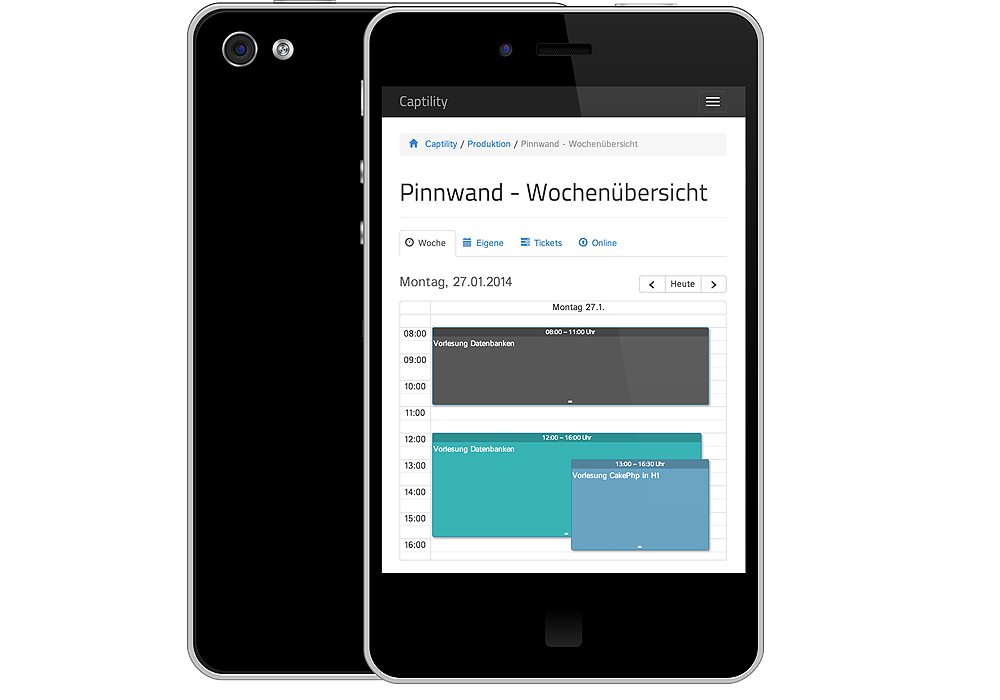 Captility
Captility / Produktion / Pinnwand - Wochenübersicht
Pinnwand - Wochenübersicht
Woche Eigene Tickets Online
Montag, 27.01.2014 Heute
Montag 27.1.
08:00 08:00 – 11:00 Uhr
Vorlesung Datenbanken
09:00
10:00
11:00
12:00 12:00 – 16:00 Uhr
Vorlesung Datenbanken
13:00 13:00 – 16:30 Uhr
Vorlesung CakePhp in H1
14:00
15:00
16:00